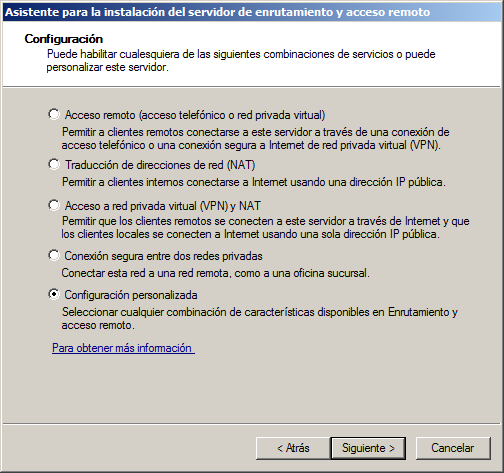 Asistente para la instalación del servidor de enrutamiento y acceso remoto
Configuración
Puede habilitar cualesquiera de las siguientes combinaciones de servicios o puede
personalizar este servidor.
Acceso remoto (acceso telefónico o red privada virtual)
Permitir a clientes remotos conectarse a este servidor a través de una conexión de
acceso telefónico o una conexión segura a Internet de red privada virtual (VPN).
Traducción de direcciones de red (NAT)
Permitir a clientes internos conectarse a Internet usando una dirección IP pública.
Acceso a red privada virtual (VPN) y NAT
Permitir que los clientes remotos se conecten a este servidor a través de Internet y que
los clientes locales se conecten a Internet usando una sola dirección IP pública.
Conexión segura entre dos redes privadas
Conectar esta red a una red remota, como a una oficina sucursal.
Configuración personalizada
Seleccionar cualquier combinación de características disponibles en Enrutamiento y
acceso remoto.
Para obtener más información
< Atrás Siguiente > Cancelar